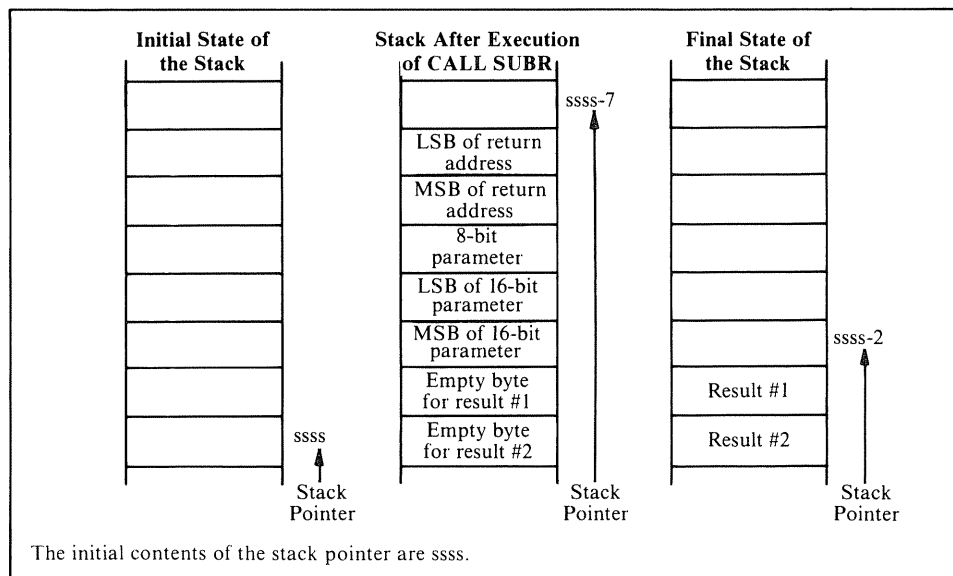 Initial State of
the Stack
Stack After Execution
of CALL SUBR
Final State of
the Stack
ssss-7
LSB of return
address
MSB of return
address
8-bit
parameter
LSB of 16-bit
parameter
MSB of 16-bit
parameter
ssss-2
Empty byte
for result #1
Result #1
ssss
Empty byte
for result #2
Result #2
Stack
Pointer
Stack
Pointer
Stack
Pointer
The initial contents of the stack pointer are ssss.